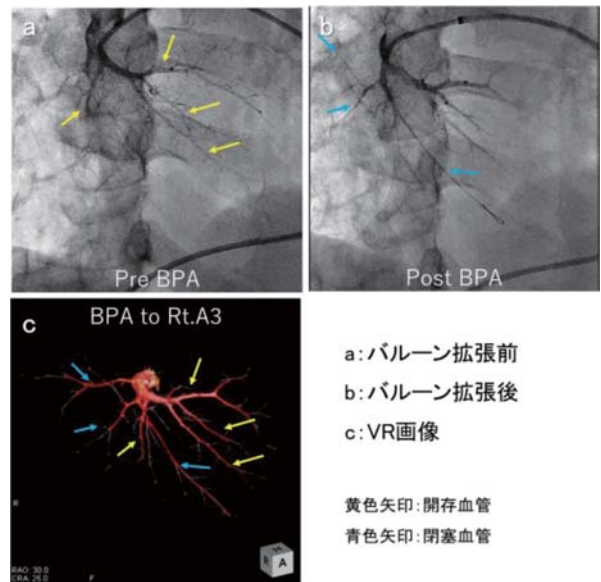 a
Pre BPA
b
Post BPA
c
BPA to Rt.A3
R
RAO: 30.0
CRA: 25.0
F
A
a:バルーン拡張前
b:バルーン拡張後
c:VR画像
黄色矢印:開存血管
青色矢印:閉塞血管